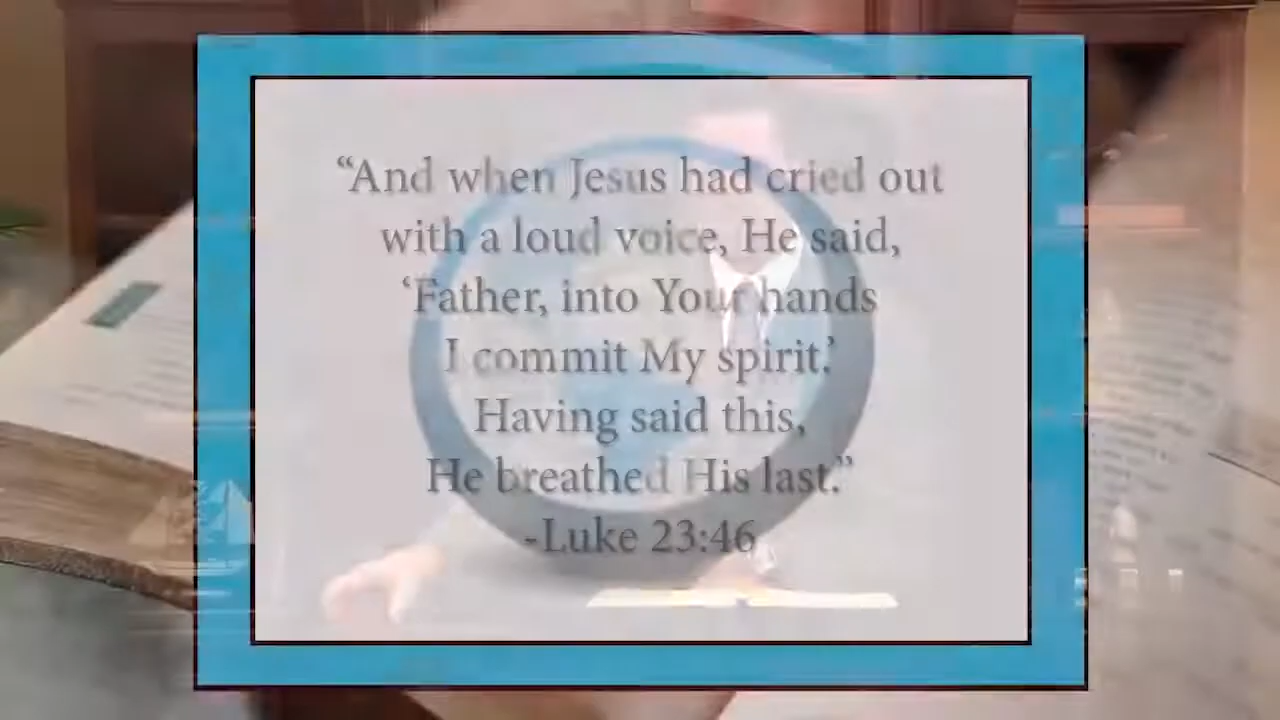 “And when Jesus had cried out
with a loud voice, He said,
‘Father, into Your hands
I commit My spirit.’
Having said this,
He breathed His last.”
-Luke 23:46